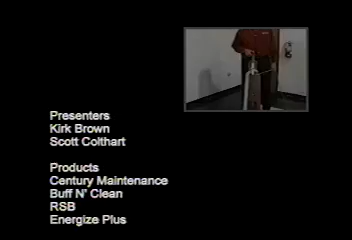 Presenters
Kirk Brown
Scott Colthart
Products
Century Maintenance
Buff N' Clean
RSB
Energize Plus